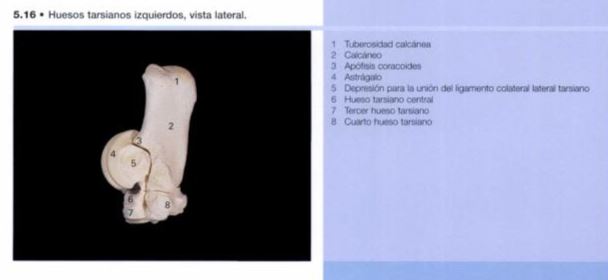 5.16 • Huesos tarsianos izquierdos, vista lateral.
1
2
3
4
5
6
7
8
1 Tuberosidad calcánea
2 Calcáneo
3 Apófisis coracoides
4 Astrágalo
5 Depresión para la unión del ligamento colateral lateral tarsiano
6 Hueso tarsiano central
7 Tercer hueso tarsiano
8 Cuarto hueso tarsiano